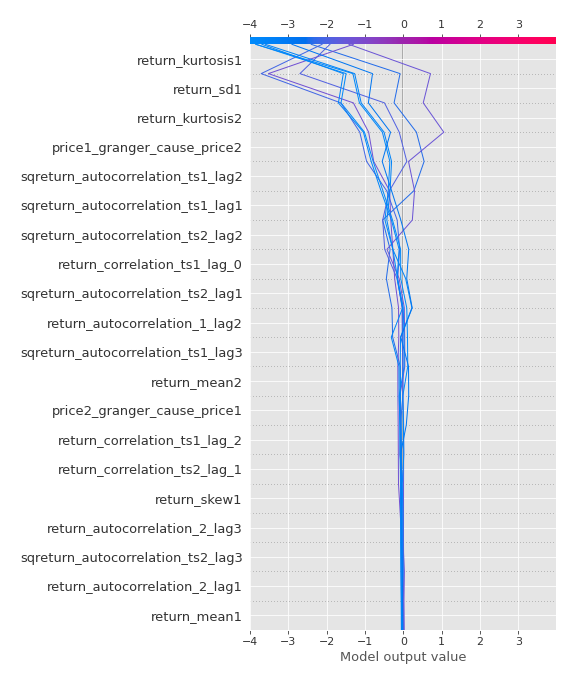 −4 −3 −2 −1 0 1 2 3
return_kurtosis1
return_sd1
return_kurtosis2
price1_granger_cause_price2
sqreturn_autocorrelation_ts1_lag2
sqreturn_autocorrelation_ts1_lag1
sqreturn_autocorrelation_ts2_lag2
return_correlation_ts1_lag_0
sqreturn_autocorrelation_ts2_lag1
return_autocorrelation_1_lag2
sqreturn_autocorrelation_ts1_lag3
return_mean2
price2_granger_cause_price1
return_correlation_ts1_lag_2
return_correlation_ts2_lag_1
return_skew1
return_autocorrelation_2_lag3
sqreturn_autocorrelation_ts2_lag3
return_autocorrelation_2_lag1
return_mean1
−4 −3 −2 −1 0 1 2 3
Model output value